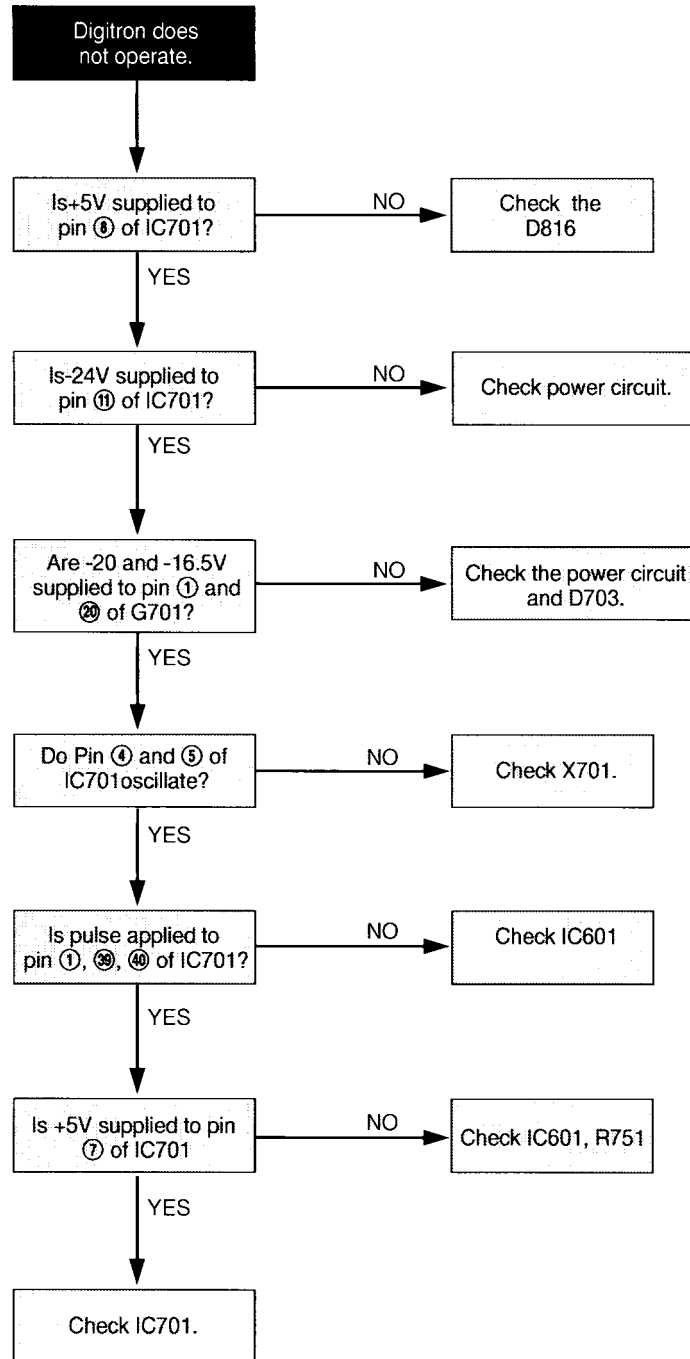 Digitron does
not operate.
Is+5V supplied to
pin ⑧ of IC701?
NO
Check the
D816
YES
Is-24V supplied to
pin ⑪ of IC701?
NO
Check power circuit.
YES
Are -20 and -16.5V
supplied to pin ① and
⑳ of G701?
NO
Check the power circuit
and D703.
YES
Do Pin ④ and ⑤ of
IC701oscillate?
NO
Check X701.
YES
Is pulse applied to
pin ①, ㊴, ㊵ of IC701?
NO
Check IC601
YES
Is +5V supplied to pin
⑦ of IC701
NO
Check IC601, R751
YES
Check IC701.